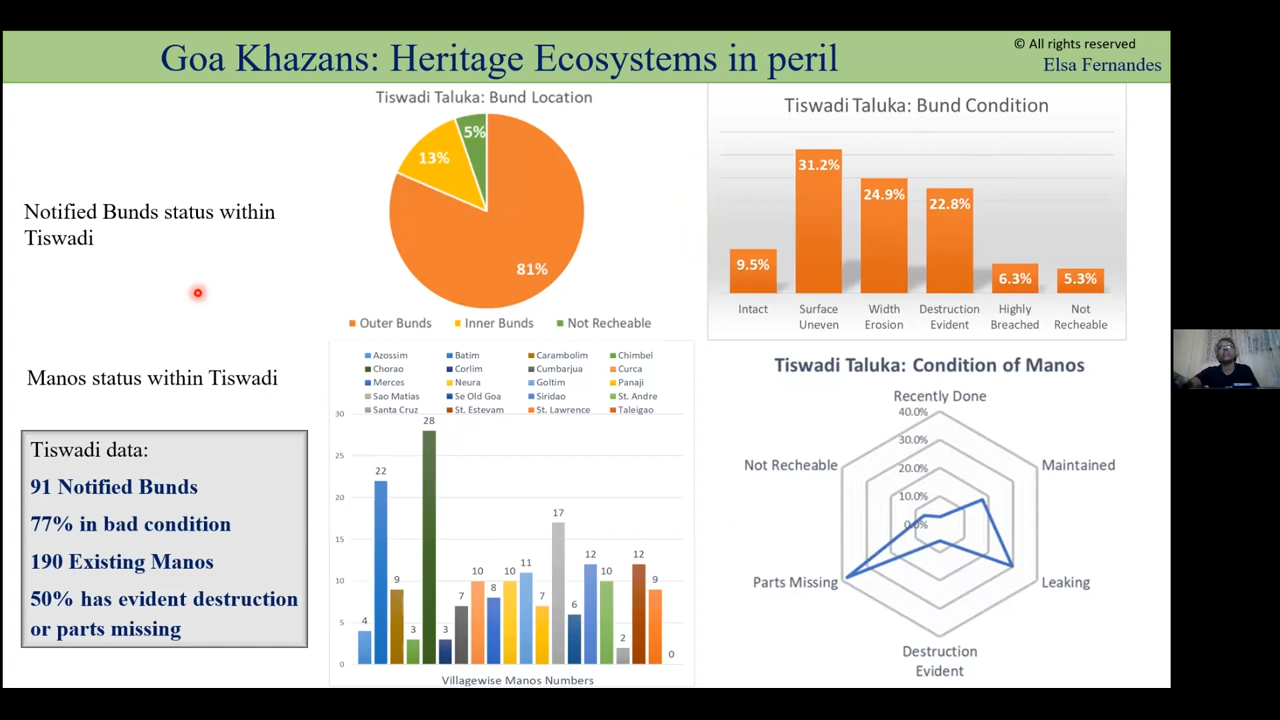 Goa Khazans: Heritage Ecosystems in peril
© All rights reserved
Elsa Fernandes
Notified Bunds status within
Tiswadi
Manos status within Tiswadi
Tiswadi data:
91 Notified Bunds
77% in bad condition
190 Existing Manos
50% has evident destruction
or parts missing
Tiswadi Taluka: Bund Location
5%
13%
81%
Outer Bunds Inner Bunds Not Recheable
Tiswadi Taluka: Bund Condition
9.5% 31.2% 24.9% 22.8% 6.3% 5.3%
Intact Surface Width Destruction Highly Not
Uneven Erosion Evident Breached Recheable
Azossim Batim Carambolim Chimbel
Chorao Corlim Cumbarjua Curca
Merces Neura Goltim Panaji
Sao Matias Se Old Goa Siridao St. Andre
Santa Cruz St. Estevam St. Lawrence Taleigao
30
25
20
15
10
5
0
4 22 9 3 28 3 7 10 8 10 11 7 17 6 12 10 2 12 9 0
Villagewise Manos Numbers
Tiswadi Taluka: Condition of Manos
Recently Done
40.0%
30.0%
20.0%
10.0%
0.0%
Not Recheable Maintained
Parts Missing Leaking
Destruction
Evident